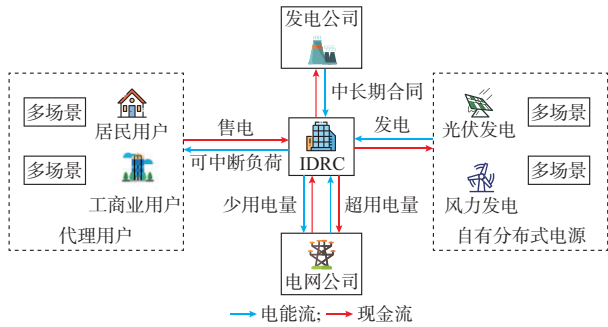 发电公司
中长期合同
多场景
居民用户
多场景
工商业用户
代理用户
售电
可中断负荷
IDRC
发电
光伏发电
多场景
风力发电
多场景
自有分布式电源
少用电量
超用电量
电网公司
电能流; 现金流